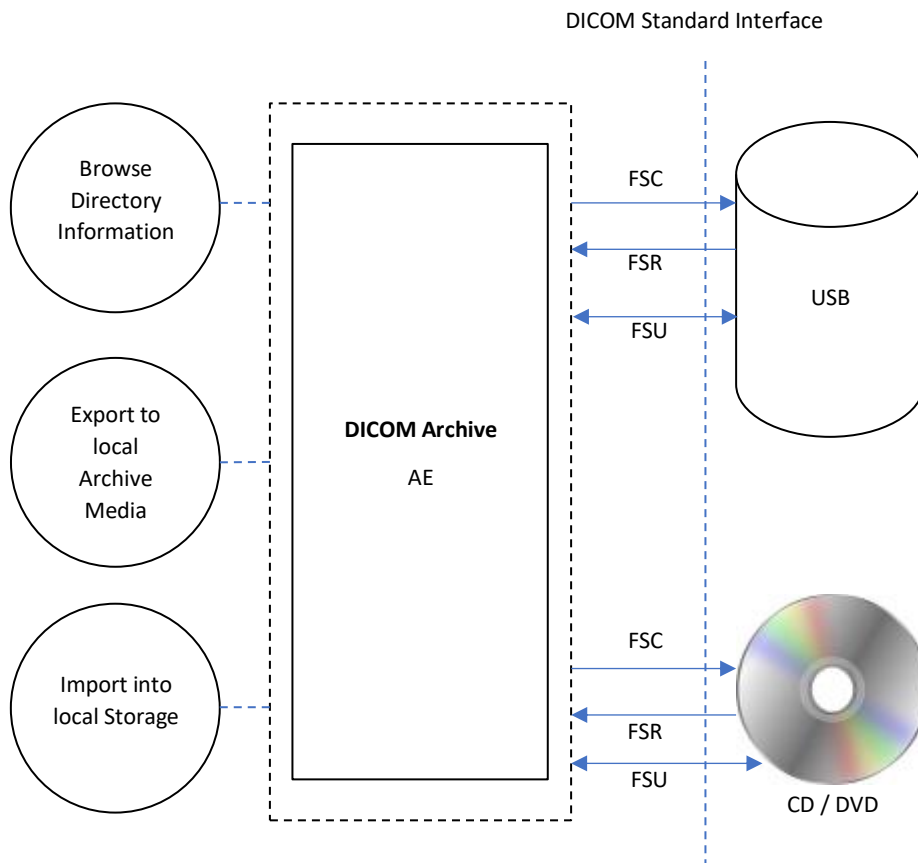 DICOM Standard Interface
Browse
Directory
Information
FSC
FSR
FSU
USB
Export to
local
Archive
Media
DICOM Archive
AE
Import into
local Storage
FSC
FSR
FSU
CD / DVD